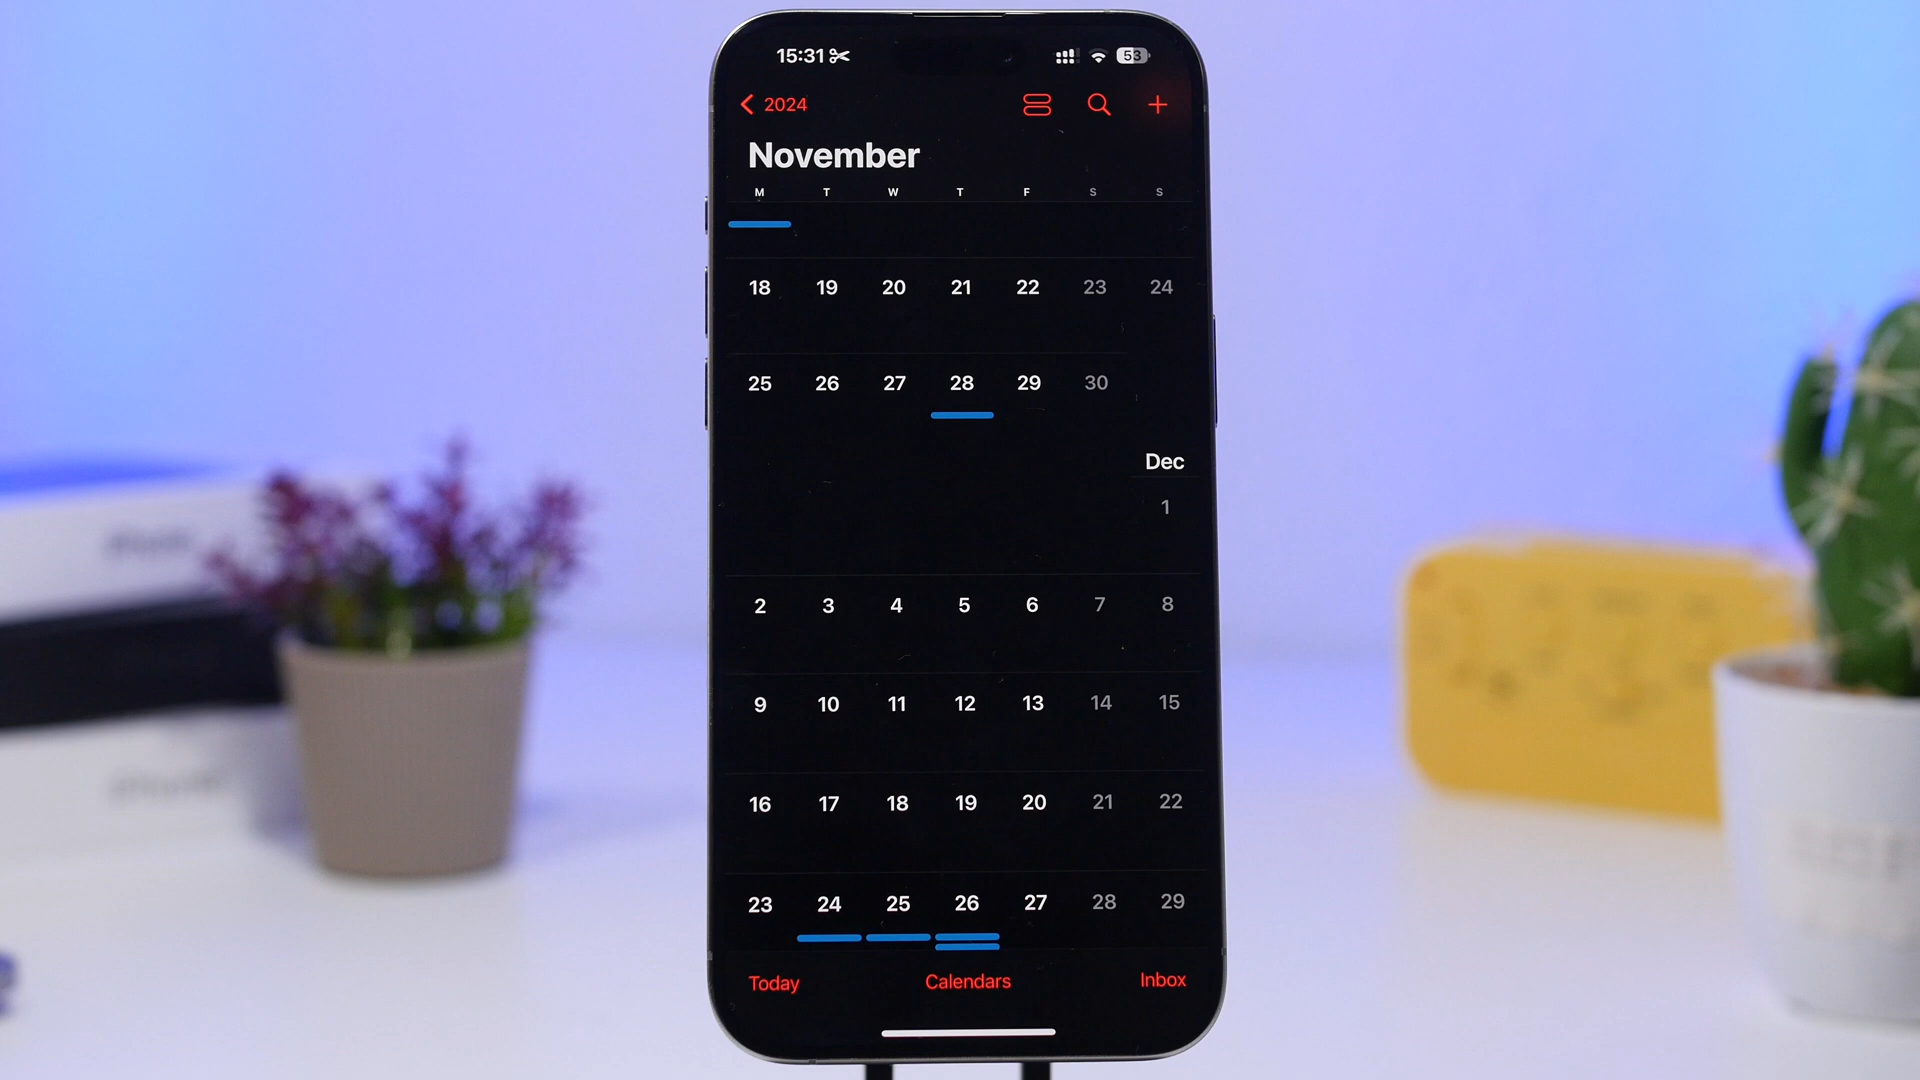 15:31 53
2024
November
M T W T F S S
18 19 20 21 22 23 24
25 26 27 28 29 30
Dec
1
2 3 4 5 6 7 8
9 10 11 12 13 14 15
16 17 18 19 20 21 22
23 24 25 26 27 28 29
Today Calendars Inbox
iPhone